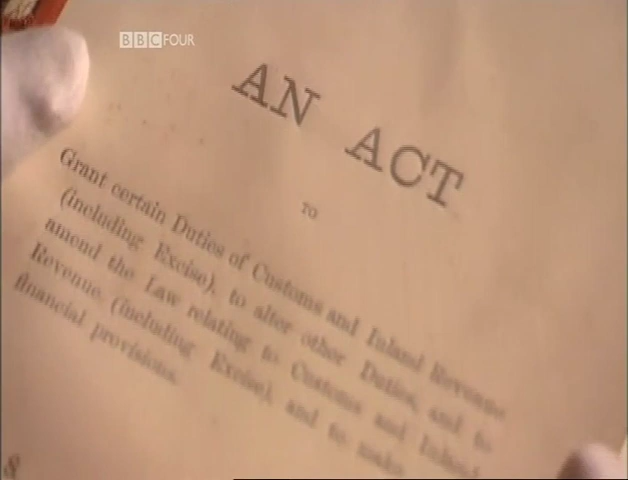 BBC FOUR
AN ACT
TO
Grant certain Duties of Customs and Inland Revenue
(including Excise), to alter other Duties, and to
amend the Law relating to Customs and Inland
Revenue (including Excise), and to make
financial provisions.